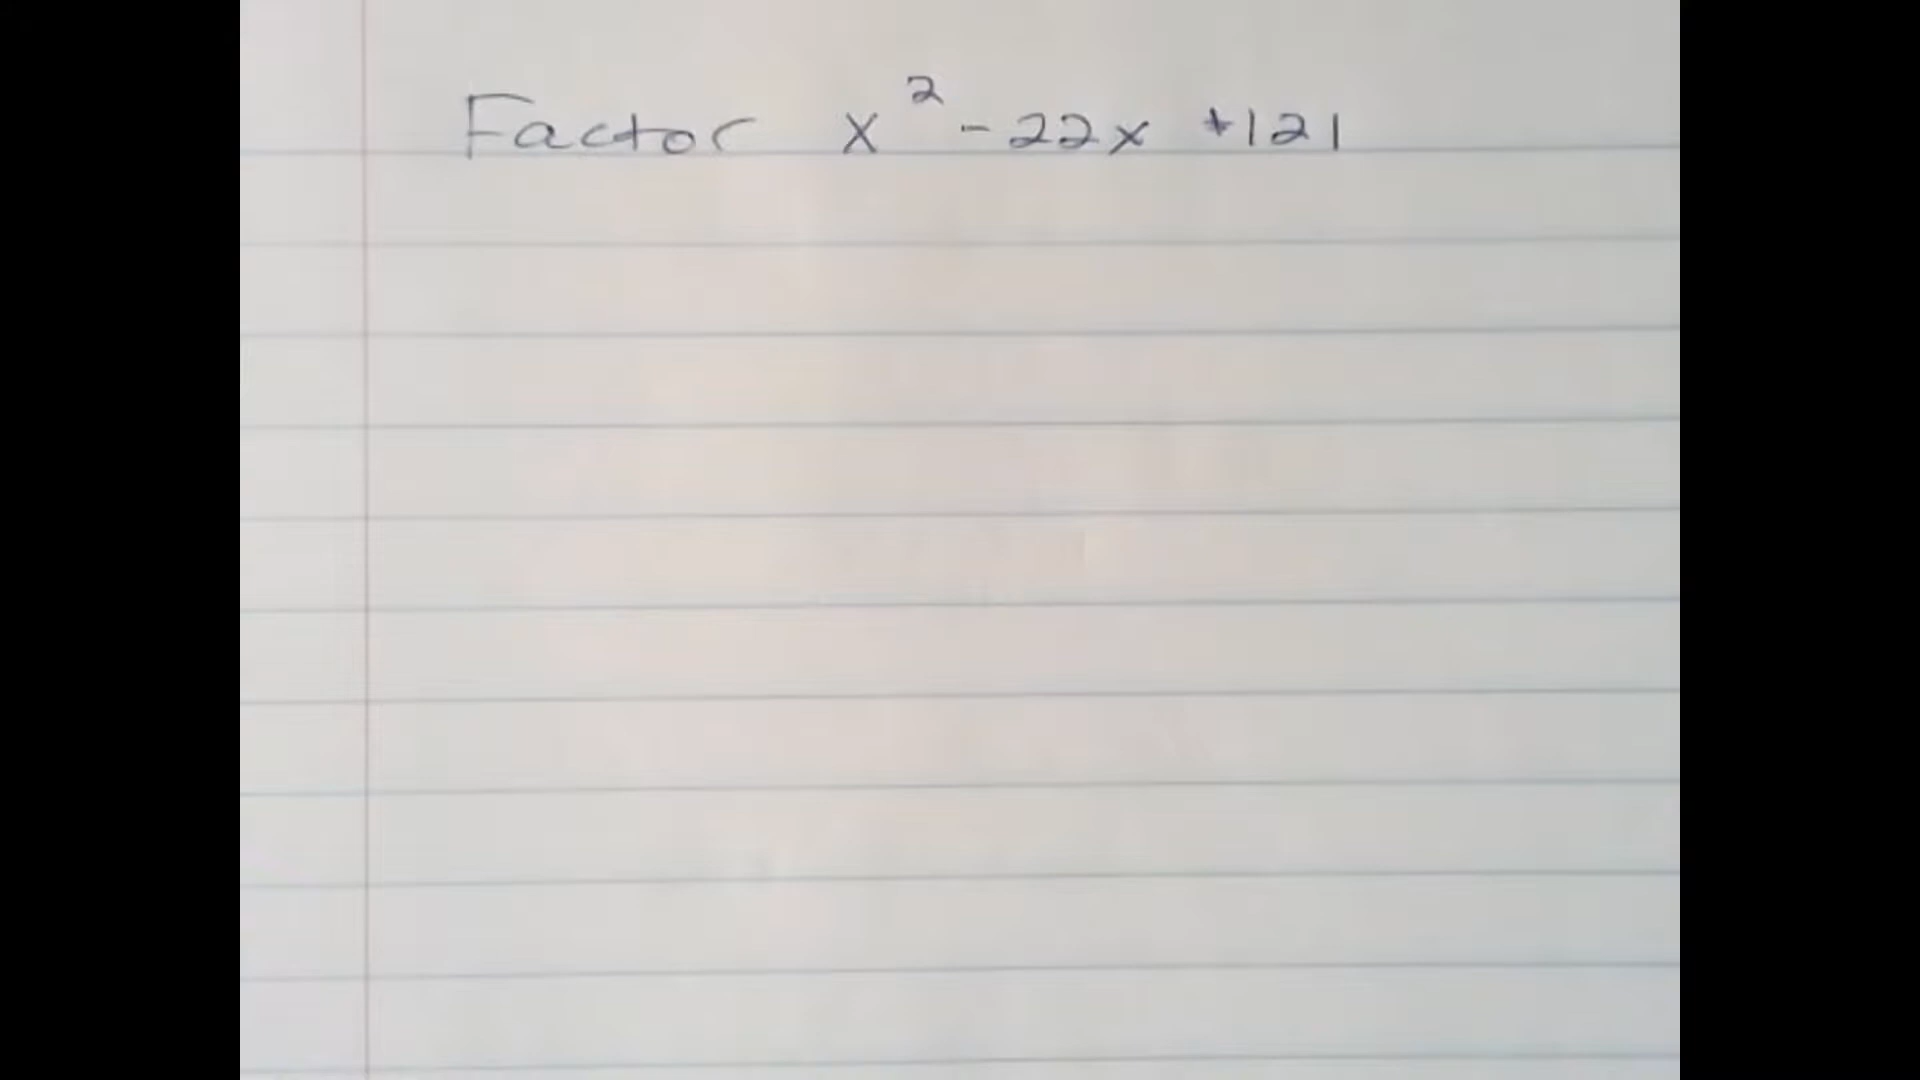 Factor x² - 22x + 121